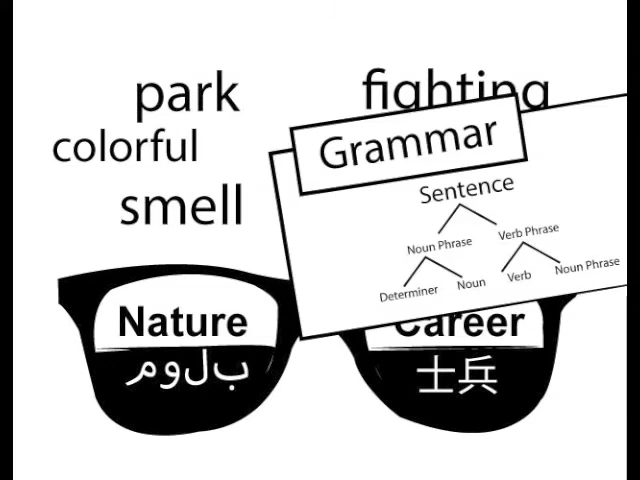 park
colorful
smell
fighting
Grammar
Sentence
Noun Phrase Verb Phrase
Determiner Noun Verb Noun Phrase
Nature
بلوم
Career
士兵